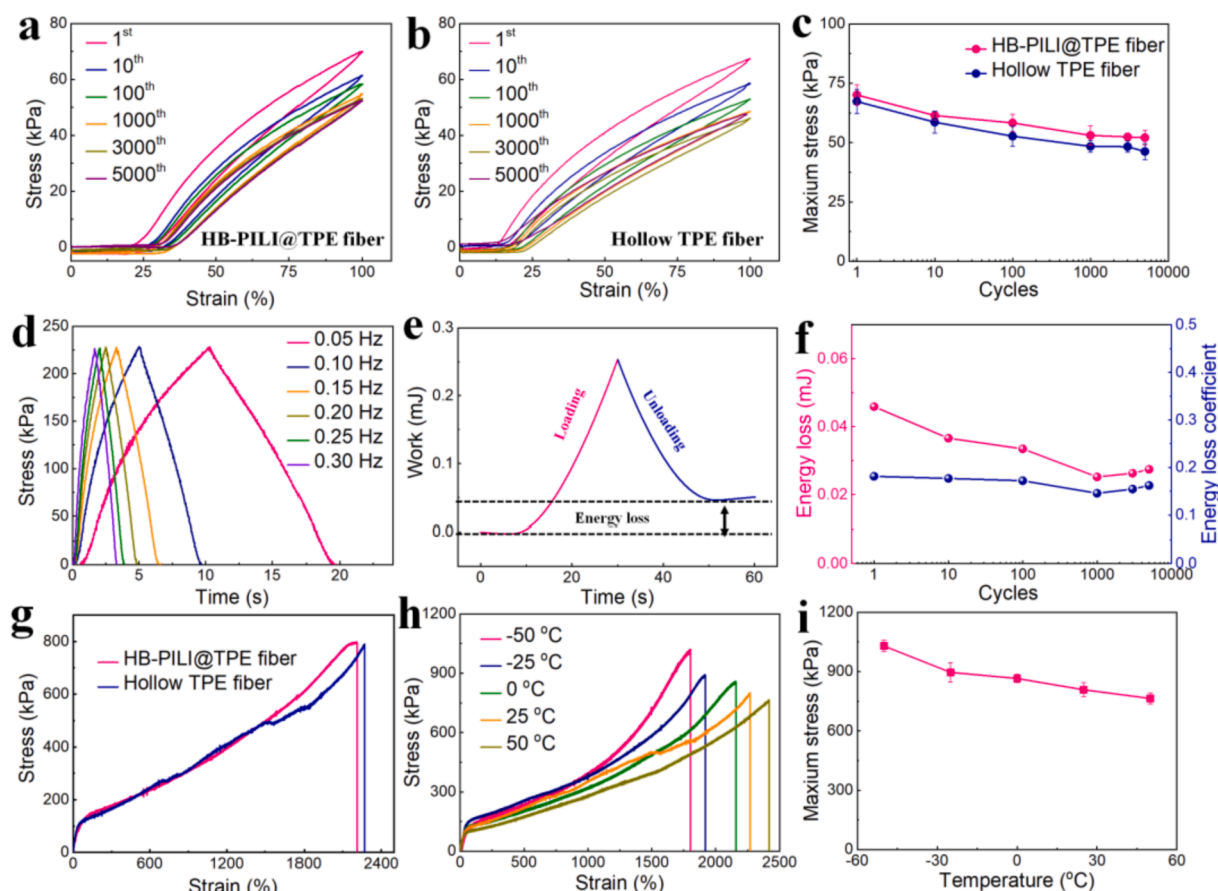 a
Stress (kPa)
80
60
40
20
0
1st
10th
100th
1000th
3000th
5000th
HB-PILI@TPE fiber
0 25 50 75 100
Strain (%)
b
Stress (kPa)
80
60
40
20
0
1st
10th
100th
1000th
3000th
5000th
Hollow TPE fiber
0 25 50 75 100
Strain (%)
c
Maxium stress (kPa)
100
75
50
25
0
HB-PILI@TPE fiber
Hollow TPE fiber
1 10 100 1000 10000
Cycles
d
Stress (kPa)
250
200
150
100
50
0
0.05 Hz
0.10 Hz
0.15 Hz
0.20 Hz
0.25 Hz
0.30 Hz
0 5 10 15 20
Time (s)
e
Work (mJ)
0.3
0.2
0.1
0.0
Loading
Unloading
Energy loss
0 20 40 60
Time (s)
f
Energy loss (mJ)
0.06
0.04
0.02
0.00
Energy loss coefficient
0.5
0.4
0.3
0.2
0.1
0.0
1 10 100 1000 10000
Cycles
g
Stress (kPa)
800
600
400
200
0
HB-PILI@TPE fiber
Hollow TPE fiber
0 600 1200 1800 2400
Strain (%)
h
Stress (kPa)
1200
900
600
300
0
-50 °C
-25 °C
0 °C
25 °C
50 °C
0 500 1000 1500 2000 2500
Strain (%)
i
Maxium stress (kPa)
1200
900
600
300
0
-60 -30 0 30 60
Temperature (°C)